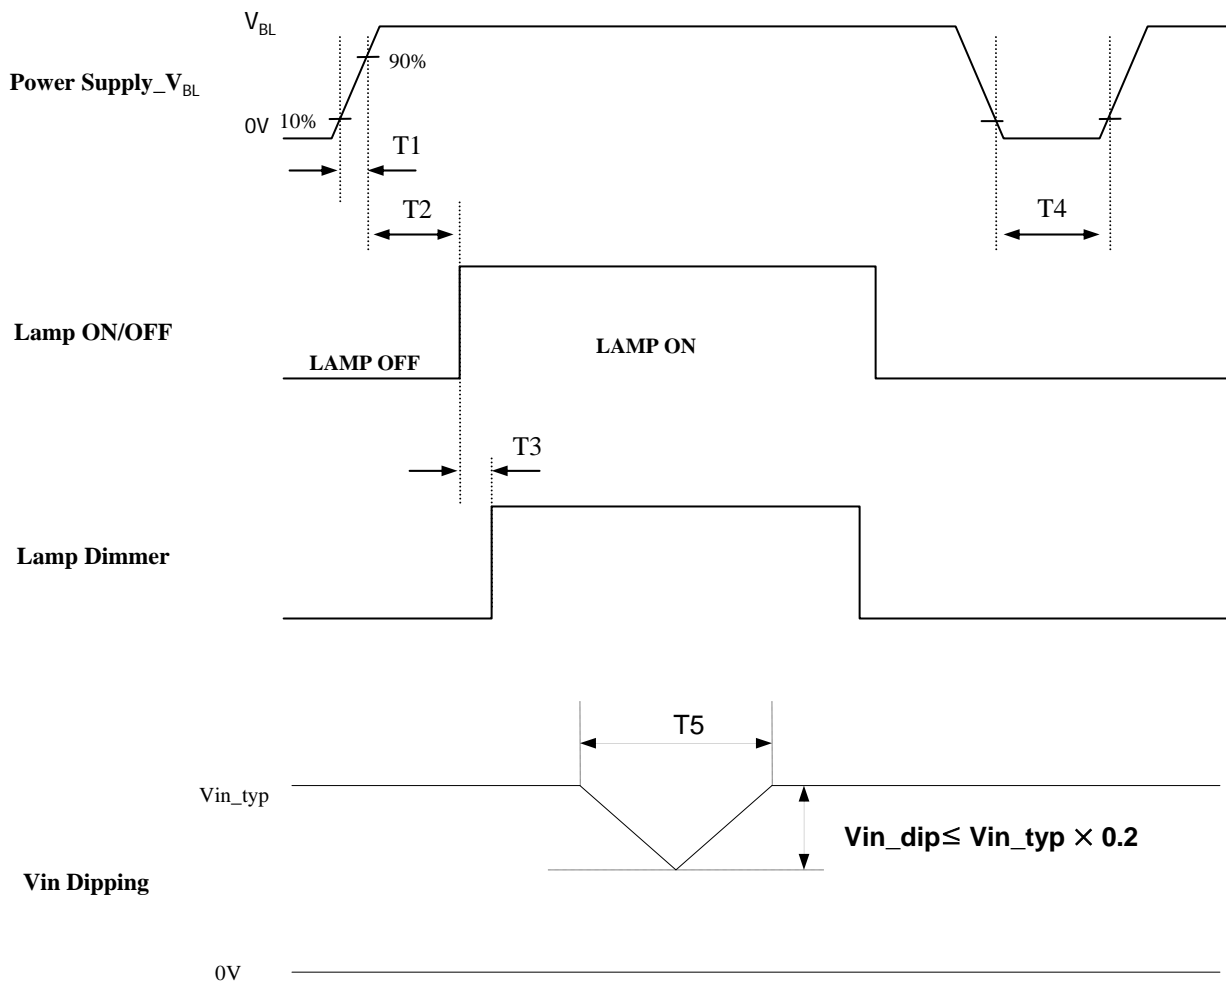 V_BL
90%
Power Supply_V_BL
0V 10%
T1
T2
T4
Lamp ON/OFF
LAMP OFF
LAMP ON
T3
Lamp Dimmer
T5
Vin_typ
Vin_dip≤ Vin_typ × 0.2
Vin Dipping
0V